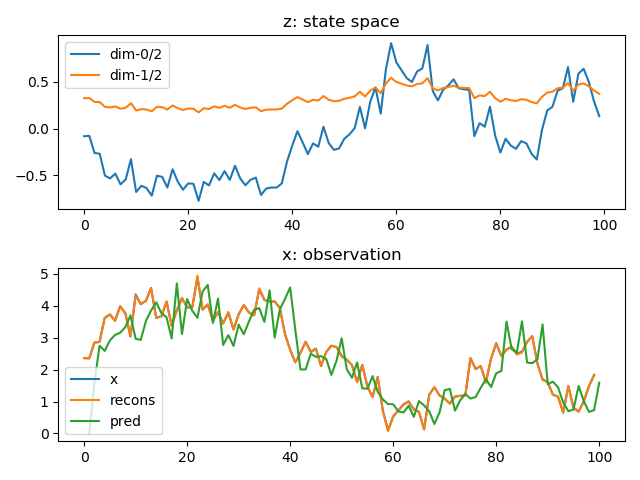 z: state space
dim-0/2
dim-1/2
0.5
0.0
−0.5
0 20 40 60 80 100
x: observation
5
4
3
2
1
0
x
recons
pred
0 20 40 60 80 100